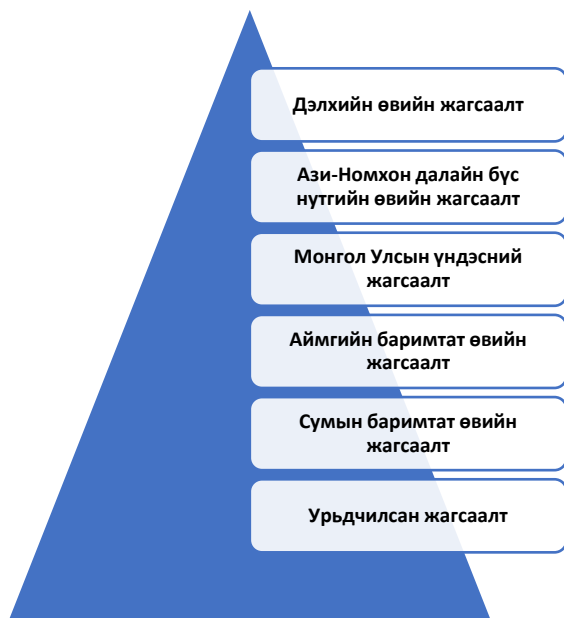 Дэлхийн өвийн жагсаалт
Ази-Номхон далайн бүс
нутгийн өвийн жагсаалт
Монгол Улсын үндэсний
жагсаалт
Аймгийн баримтат өвийн
жагсаалт
Сумын баримтат өвийн
жагсаалт
Урьдчилсан жагсаалт